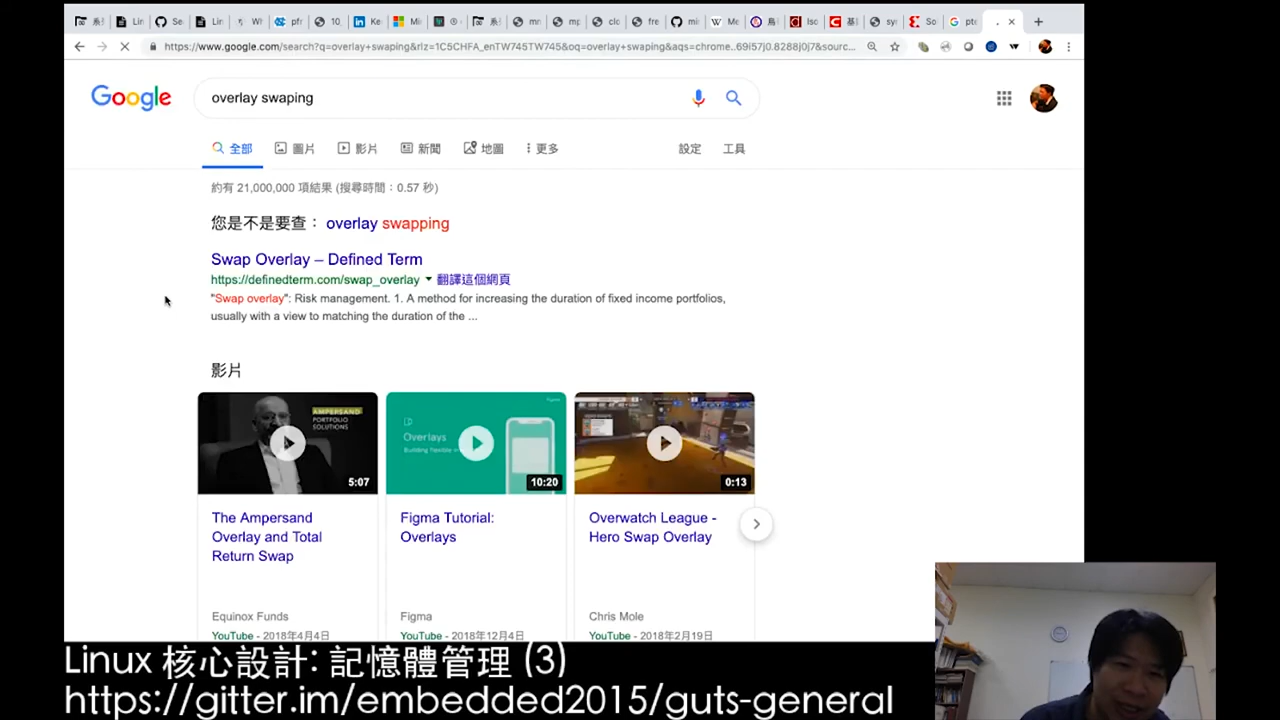 https://www.google.com/search?q=overlay+swaping&rlz=1C5CHFA_enTW745TW745&oq=overlay+swaping&aqs=chrome..69i57j0.8288j0j7&sourc...
Google
overlay swaping
全部 圖片 影片 新聞 地圖 更多 設定 工具
約有 21,000,000 項結果 (搜尋時間：0.57 秒)
您是不是要查： overlay swapping
Swap Overlay – Defined Term
https://definedterm.com/swap_overlay 翻譯這個網頁
"Swap overlay": Risk management. 1. A method for increasing the duration of fixed income portfolios,
usually with a view to matching the duration of the ...
影片
AMPERSAND
PORTFOLIO
SOLUTIONS
5:07
Overlays
10:20
0:13
The Ampersand
Overlay and Total
Return Swap
Figma Tutorial:
Overlays
Overwatch League -
Hero Swap Overlay
Equinox Funds
Figma
Chris Mole
YouTube - 2018年4月4日
YouTube - 2018年12月4日
YouTube - 2018年2月19日
Linux 核心設計: 記憶體管理 (3)
https://gitter.im/embedded2015/guts-general